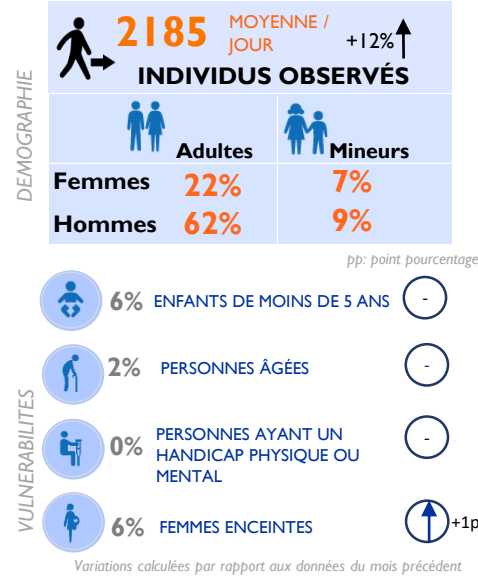 DEMOGRAPHIE
2185 MOYENNE / JOUR +12%
INDIVIDUS OBSERVÉS
Adultes Mineurs
Femmes 22% 7%
Hommes 62% 9%
pp: point pourcentage
VULNERABILITES
6% ENFANTS DE MOINS DE 5 ANS -
2% PERSONNES ÂGÉES -
0% PERSONNES AYANT UN
HANDICAP PHYSIQUE OU
MENTAL -
6% FEMMES ENCEINTES +1p
Variations calculées par rapport aux données du mois précédent